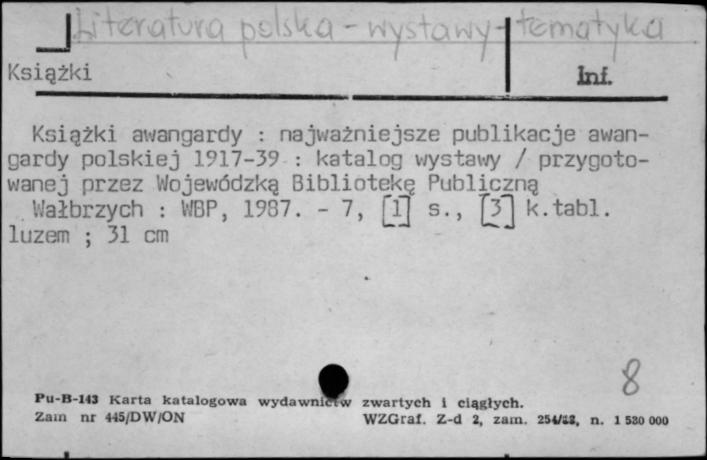 Literatura polska - wystawy - tematyka
Książki
Inf.
Książki awangardy : najważniejsze publikacje awan-
gardy polskiej 1917-39 : katalog wystawy / przygoto-
wanej przez Wojewódzką Bibliotekę Publiczną
Wałbrzych : WBP, 1987. - 7, [1] s., [3] k.tabl.
luzem ; 31 cm
8
Pu-B-143 Karta katalogowa wydawnictw zwartych i ciągłych.
Zam nr 445/DW/ON WZGraf. Z-d 2, zam. n. 1 530 000